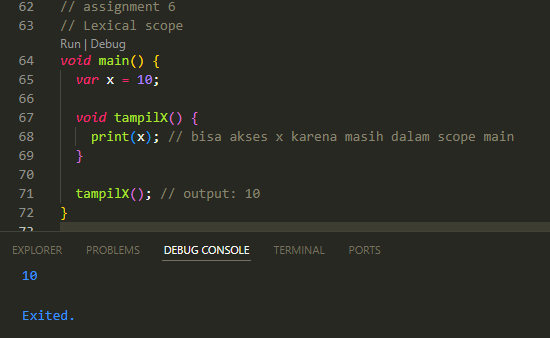 62 // assignment 6
63 // Lexical scope
Run | Debug
64 void main() {
65 var x = 10;
66
67 void tampilX() {
68 print(x); // bisa akses x karena masih dalam scope main
69 }
70
71 tampilX(); // output: 10
72 }
73
EXPLORER PROBLEMS DEBUG CONSOLE TERMINAL PORTS
10
Exited.